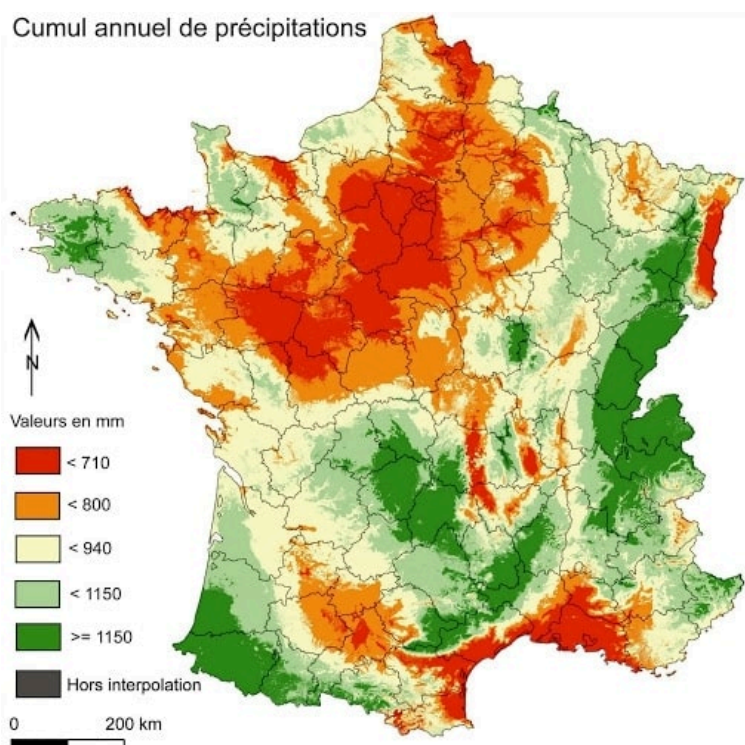 Cumul annuel de précipitations
N
Valeurs en mm
< 710
< 800
< 940
< 1150
>= 1150
Hors interpolation
0 200 km